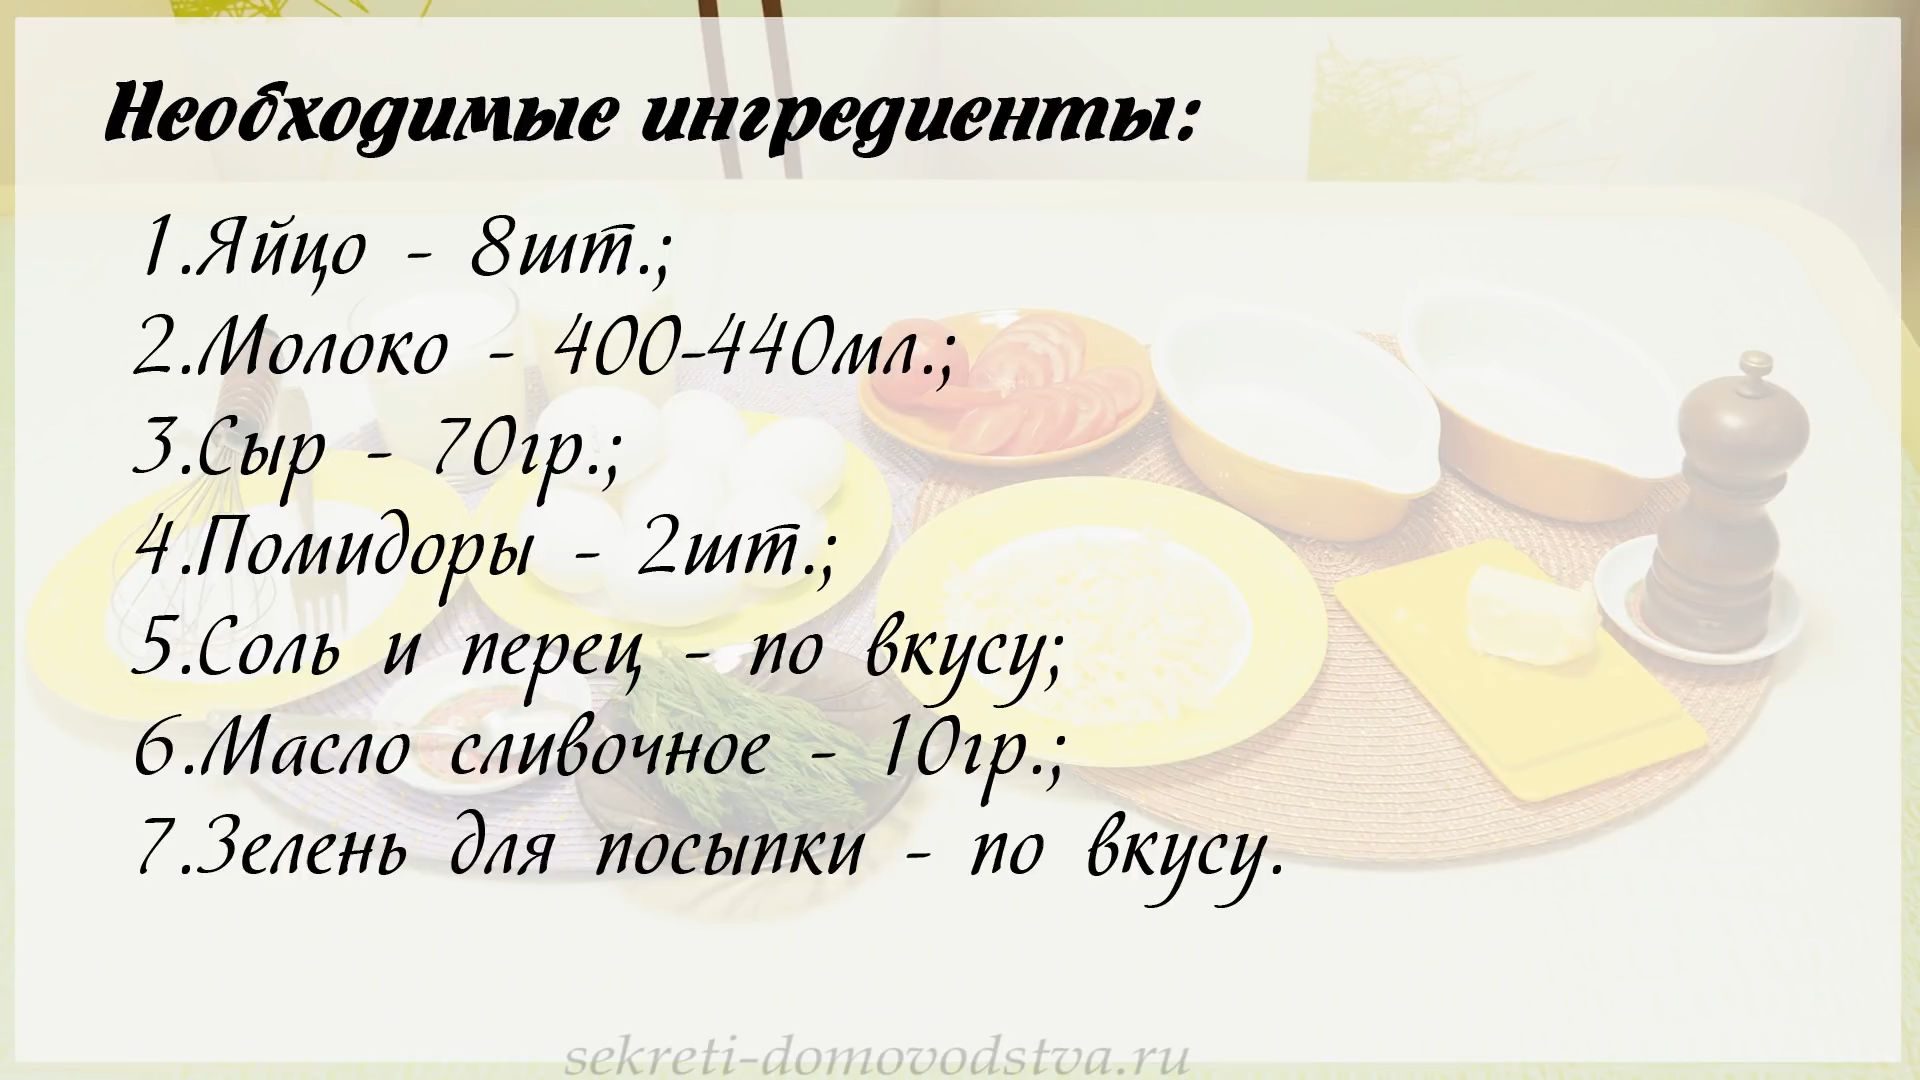 Необходимые ингредиенты:
1.Яйцо - 8шт.;
2.Молоко - 400-440мл.;
3.Сыр - 70гр.;
4.Помидоры - 2шт.;
5.Соль и перец - по вкусу;
6.Масло сливочное - 10гр.;
7.Зелень для посыпки - по вкусу.
sekreti-domovodstva.ru